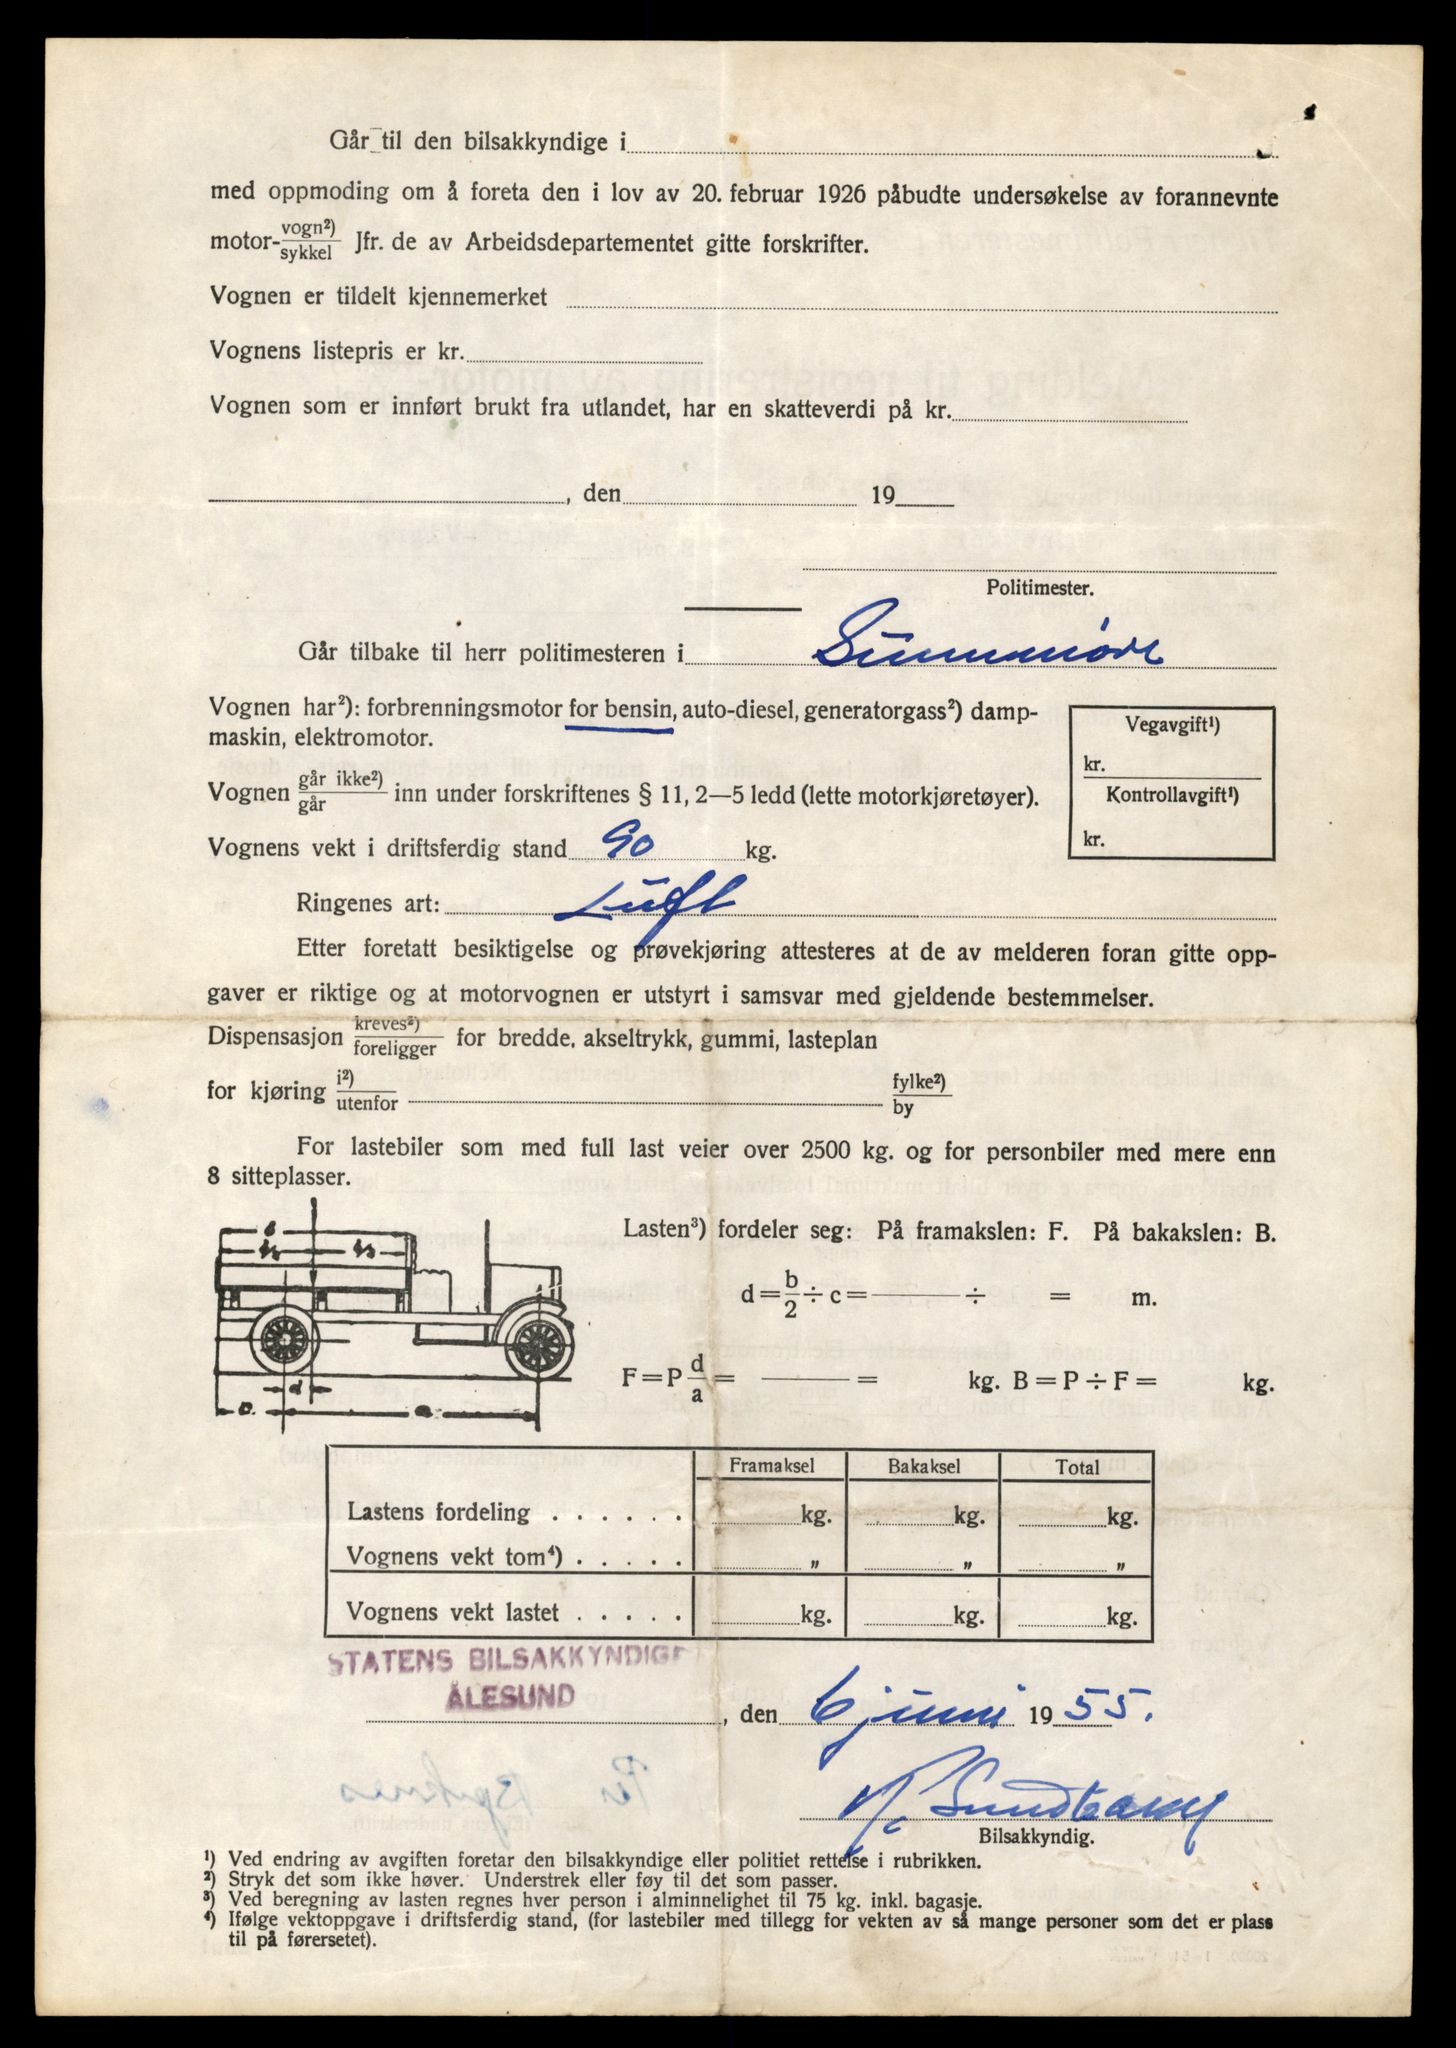 Går til den bilsakkyndige i
med oppmoding om å foreta den i lov av 20. februar 1926 påbudte undersøkelse av forannevnte
motor-vogn²)/sykkel Jfr. de av Arbeidsdepartementet gitte forskrifter.
Vognen er tildelt kjennemerket
Vognens listepris er kr.
Vognen som er innført brukt fra utlandet, har en skatteverdi på kr.
, den 19
Politimester.
Går tilbake til herr politimesteren i Sunnmøre
Vognen har²): forbrenningsmotor for bensin, auto-diesel, generatorgass²) damp-
maskin, elektromotor.
Vegavgift¹)
kr.
Kontrollavgift¹)
kr.
Vognen går ikke²)/går inn under forskriftenes § 11, 2—5 ledd (lette motorkjøretøyer).
Vognens vekt i driftsferdig stand 90 kg.
Ringenes art: Luft
Etter foretatt besiktigelse og prøvekjøring attesteres at de av melderen foran gitte opp-
gaver er riktige og at motorvognen er utstyrt i samsvar med gjeldende bestemmelser.
Dispensasjon kreves²)/foreligger for bredde, akseltrykk, gummi, lasteplan
for kjøring i²)/utenfor fylke²)/by
For lastebiler som med full last veier over 2500 kg. og for personbiler med mere enn
8 sitteplasser.
Lasten³) fordeler seg: På framakslen: F. På bakakslen: B.
b
b/2 b/2
d = b/2 ÷ c = ——— ÷ = m.
F = P d/a = ——— = kg. B = P ÷ F = kg.
d
a
Framaksel Bakaksel Total
Lastens fordeling . . . . . . kg. kg. kg.
Vognens vekt tom⁴) . . . . . „ „ „
Vognens vekt lastet . . . . . kg. kg. kg.
STATENS BILSAKKYNDIGE
ÅLESUND
, den 6 juni 1955.
Bilsakkyndig.
¹) Ved endring av avgiften foretar den bilsakkyndige eller politiet rettelse i rubrikken.
²) Stryk det som ikke høver. Understrek eller føy til det som passer.
³) Ved beregning av lasten regnes hver person i alminnelighet til 75 kg. inkl. bagasje.
⁴) Ifølge vektoppgave i driftsferdig stand, (for lastebiler med tillegg for vekten av så mange personer som det er plass
til på førersetet).